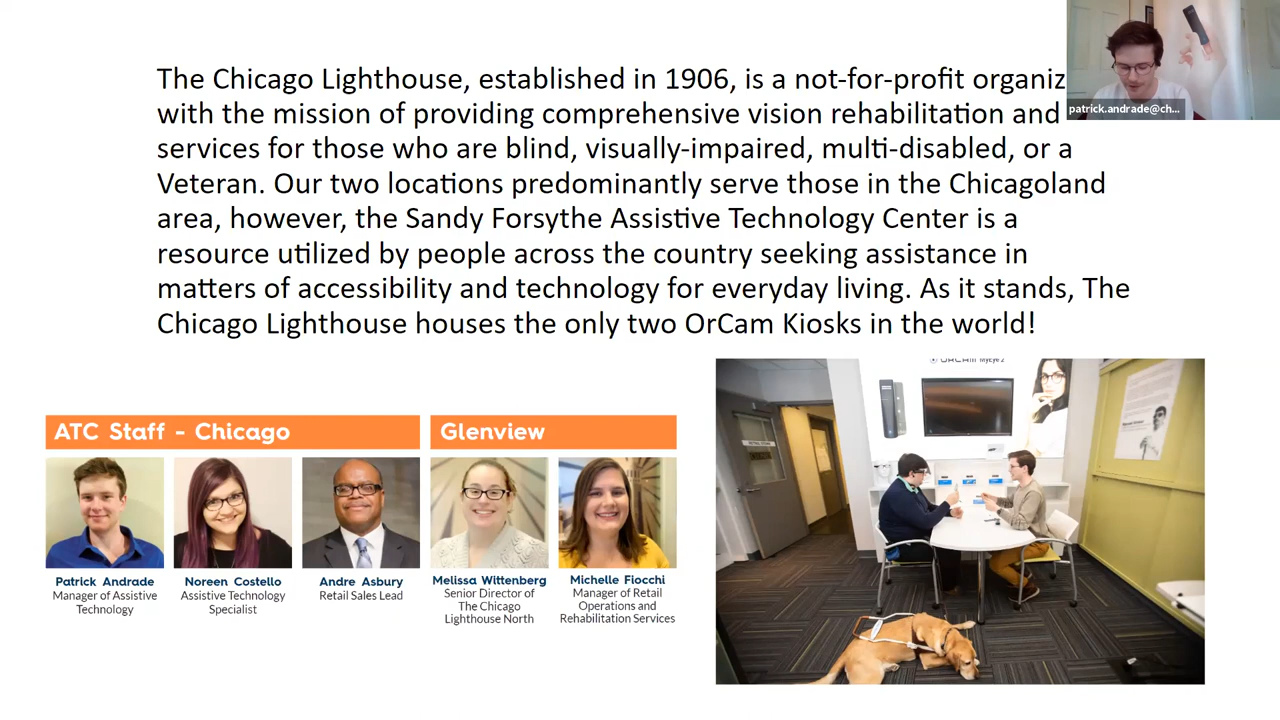 The Chicago Lighthouse, established in 1906, is a not-for-profit
with the mission of providing comprehensive vision rehabilitation and
services for those who are blind, visually-impaired, multi-disabled, or a
Veteran. Our two locations predominantly serve those in the Chicagoland
area, however, the Sandy Forsythe Assistive Technology Center is a
resource utilized by people across the country seeking assistance in
matters of accessibility and technology for everyday living. As it stands, The
Chicago Lighthouse houses the only two OrCam Kiosks in the world!
patrick.andrade@ch...
ATC Staff - Chicago
Glenview
Patrick Andrade
Manager of Assistive
Technology
Noreen Costello
Assistive Technology
Specialist
Andre Asbury
Retail Sales Lead
Melissa Wittenberg
Senior Director of
The Chicago
Lighthouse North
Michelle Fiocchi
Manager of Retail
Operations and
Rehabilitation Services
MyEye 2